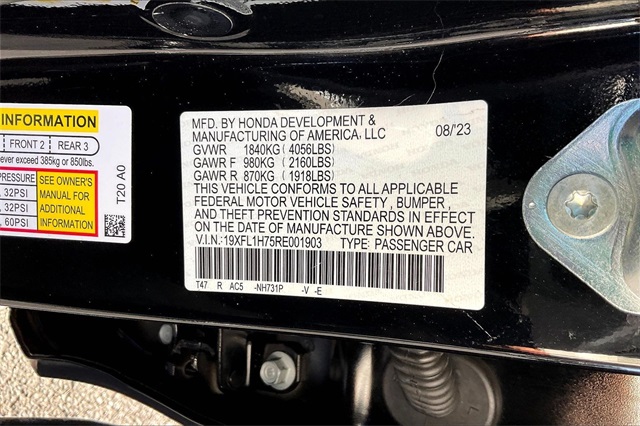 INFORMATION
FRONT 2 REAR 3
ever exceed 385kg or 850lbs.
PRESSURE SEE OWNER'S
32PSI MANUAL FOR
32PSI ADDITIONAL
60PSI INFORMATION
T20 A0
MFD. BY HONDA DEVELOPMENT &
MANUFACTURING OF AMERICA, LLC 08/23
GVWR 1840KG (4056LBS)
GAWR F 980KG (2160LBS)
GAWR R 870KG (1918LBS)
THIS VEHICLE CONFORMS TO ALL APPLICABLE
FEDERAL MOTOR VEHICLE SAFETY, BUMPER,
AND THEFT PREVENTION STANDARDS IN EFFECT
ON THE DATE OF MANUFACTURE SHOWN ABOVE.
V.I.N.:19XFL1H75RE001903 TYPE: PASSENGER CAR
T47 R AC5 -NH731P -V -E